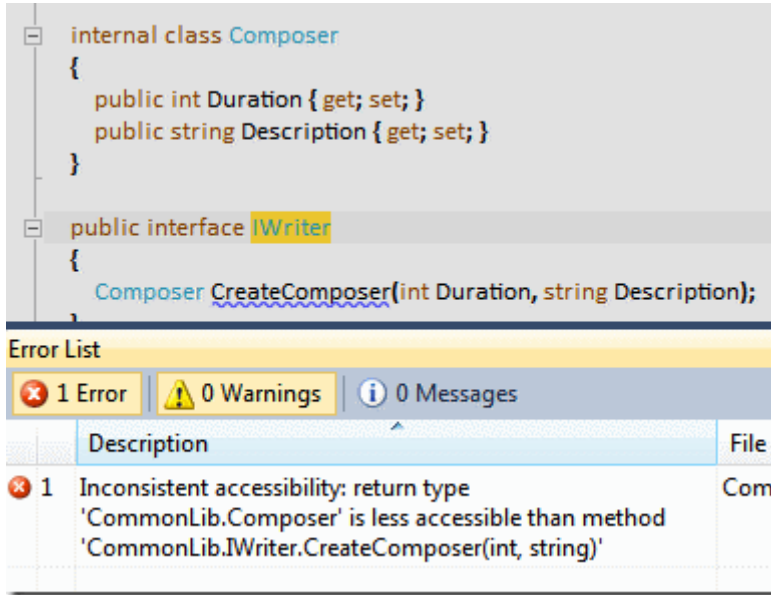 internal class Composer
{
public int Duration { get; set; }
public string Description { get; set; }
}
public interface IWriter
{
Composer CreateComposer(int Duration, string Description);
}
Error List
1 Error 0 Warnings 0 Messages
Description File
1 Inconsistent accessibility: return type Com
'CommonLib.Composer' is less accessible than method
'CommonLib.IWriter.CreateComposer(int, string)'